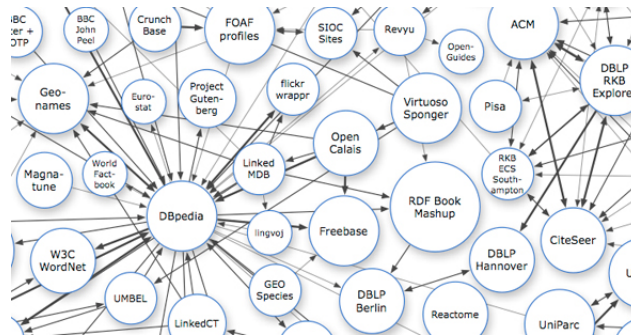 BBC
OTP
BBC
John
Peel
Crunch
Base
FOAF
profiles
SIOC
Sites
Revyu
Open-
Guides
ACM
DBLP
RKB
Explore
Geo-
names
Euro-
stat
Project
Guten-
berg
flickr
wrappr
Virtuoso
Sponger
Pisa
Magna-
tune
World
Fact-
book
Linked
MDB
Open
Calais
RKB
ECS
South-
ampton
DBpedia
lingvoj
Freebase
RDF Book
Mashup
CiteSeer
W3C
WordNet
UMBEL
GEO
Species
DBLP
Berlin
DBLP
Hannover
LinkedCT
Reactome
UniParc